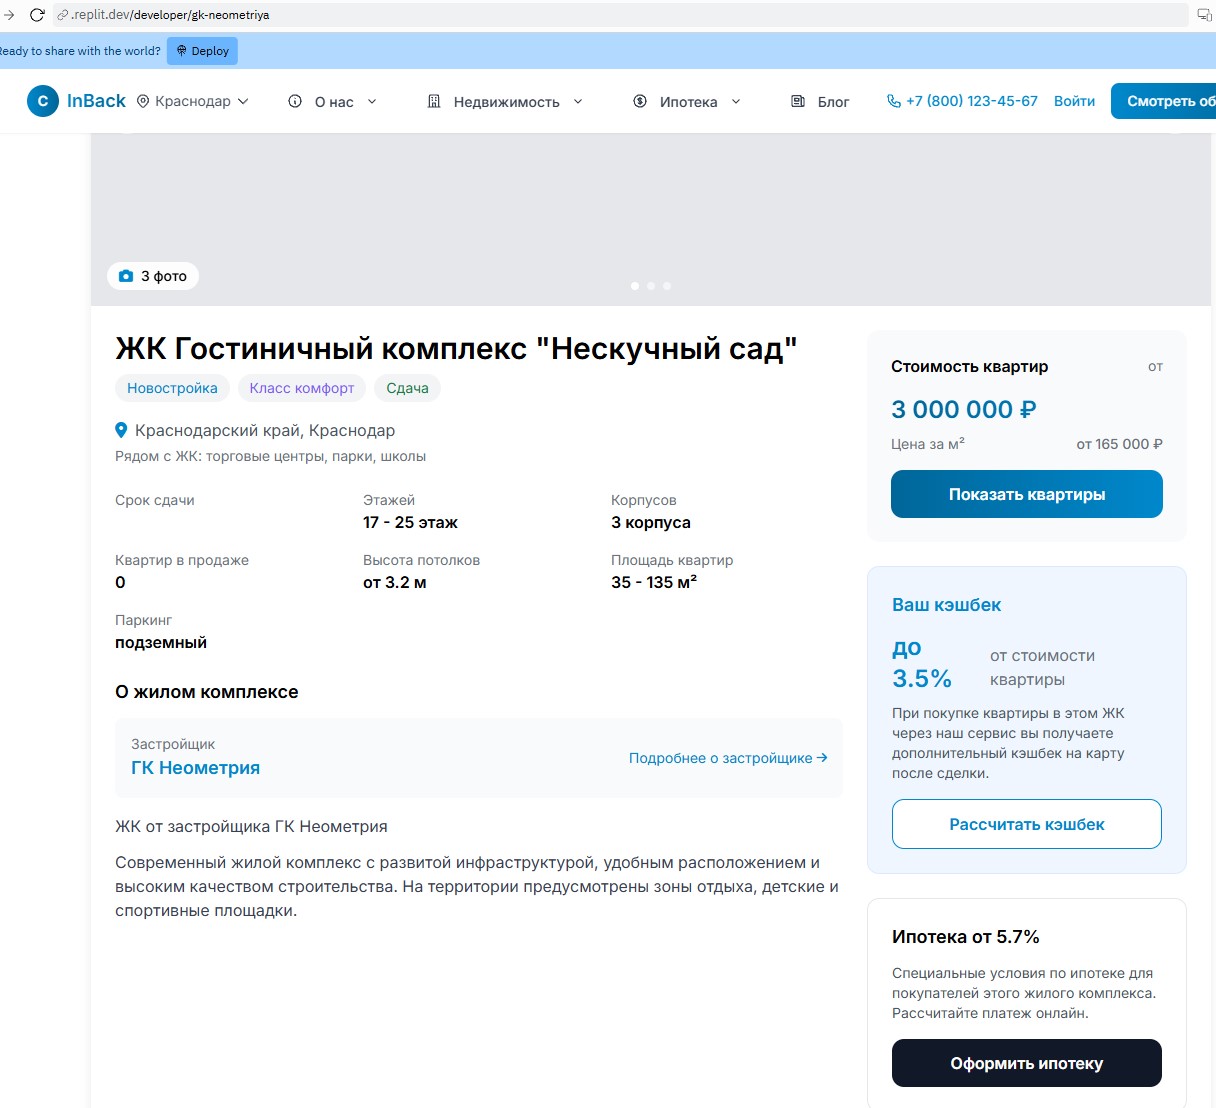 .replit.dev/developer/gk-neometriya
Ready to share with the world? Deploy
C InBack Краснодар О нас Недвижимость Ипотека Блог +7 (800) 123-45-67 Войти Смотреть об
3 фото
ЖК Гостиничный комплекс "Нескучный сад"
Новостройка Класс комфорт Сдача
Краснодарский край, Краснодар
Рядом с ЖК: торговые центры, парки, школы
Срок сдачи Этажей Корпусов
17 - 25 этаж 3 корпуса
Квартир в продаже Высота потолков Площадь квартир
0 от 3.2 м 35 - 135 м²
Паркинг
подземный
О жилом комплексе
Застройщик
ГК Неометрия
Подробнее о застройщике →
ЖК от застройщика ГК Неометрия
Современный жилой комплекс с развитой инфраструктурой, удобным расположением и
высоким качеством строительства. На территории предусмотрены зоны отдыха, детские и
спортивные площадки.
Стоимость квартир от
3 000 000 ₽
Цена за м² от 165 000 ₽
Показать квартиры
Ваш кэшбек
до
3.5%
от стоимости
квартиры
При покупке квартиры в этом ЖК
через наш сервис вы получаете
дополнительный кэшбек на карту
после сделки.
Рассчитать кэшбек
Ипотека от 5.7%
Специальные условия по ипотеке для
покупателей этого жилого комплекса.
Рассчитайте платеж онлайн.
Оформить ипотеку